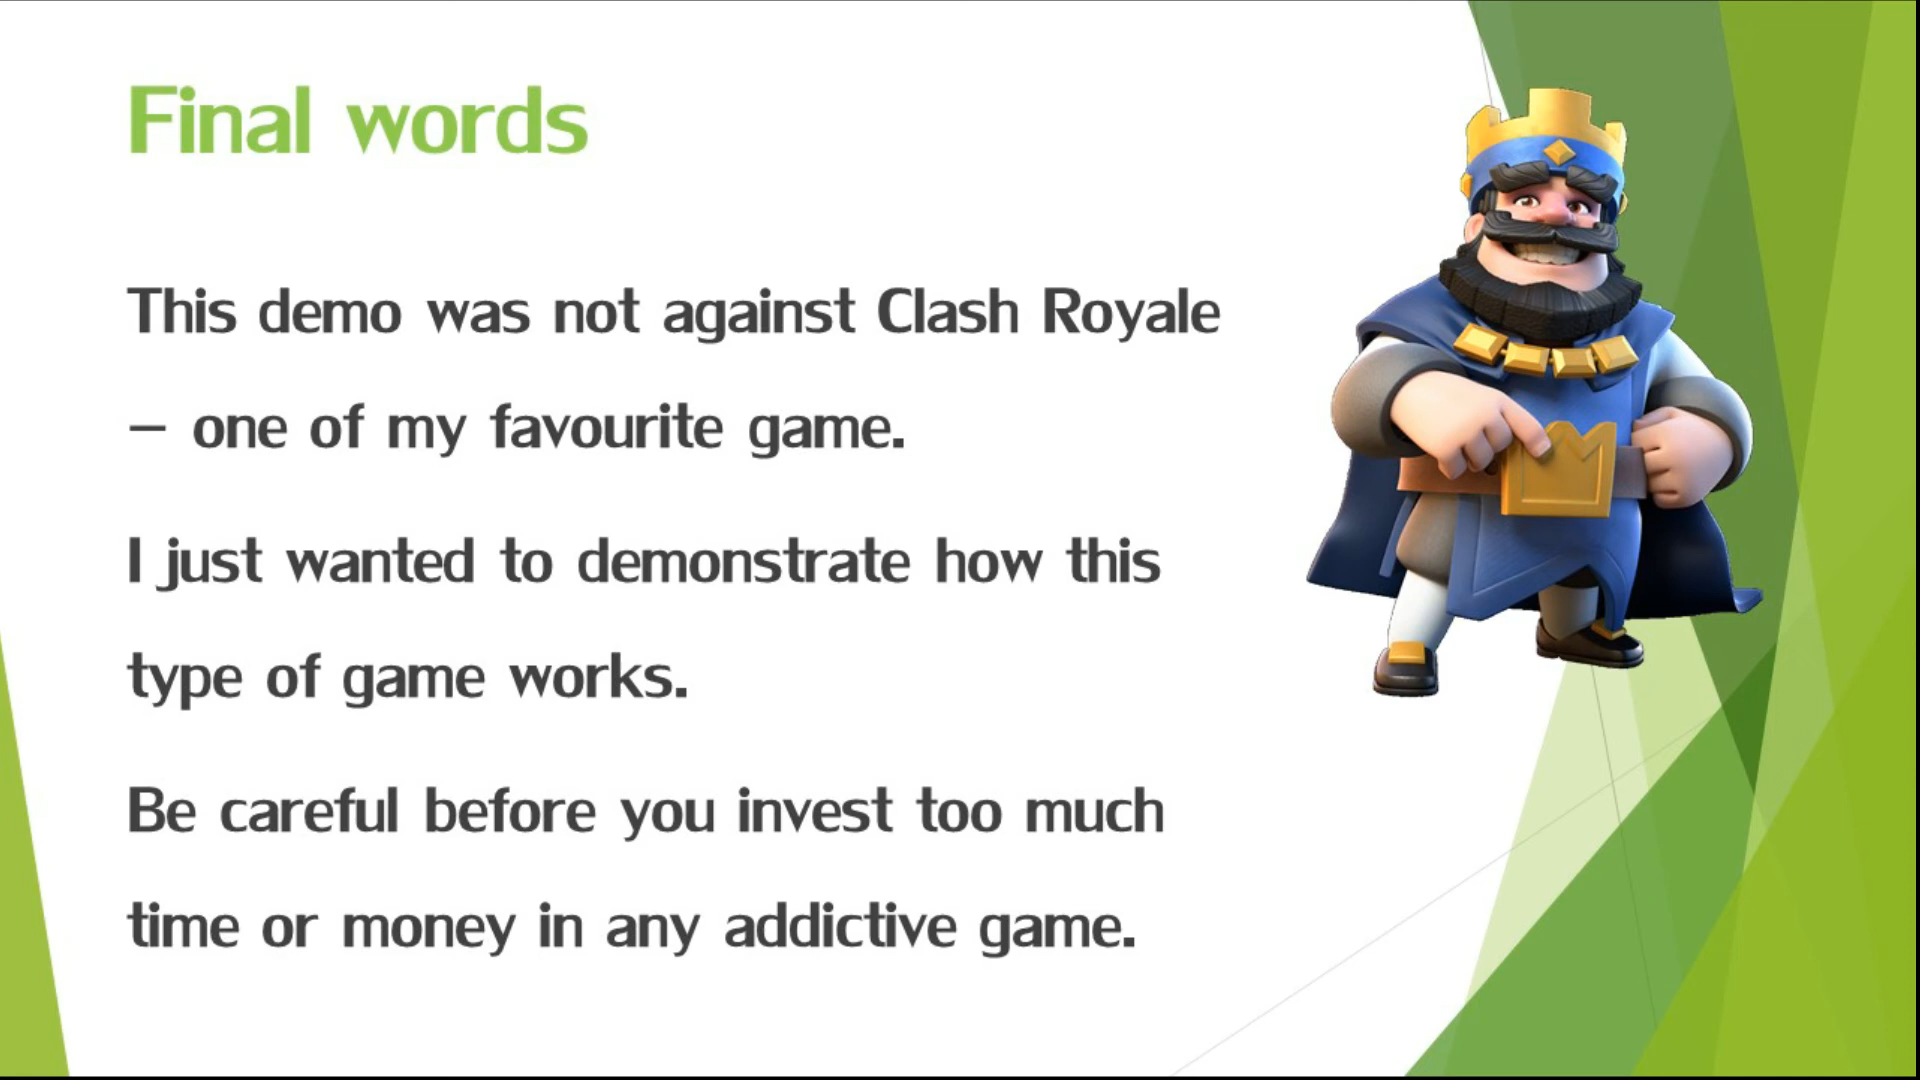 Final words
This demo was not against Clash Royale
– one of my favourite game.
I just wanted to demonstrate how this
type of game works.
Be careful before you invest too much
time or money in any addictive game.